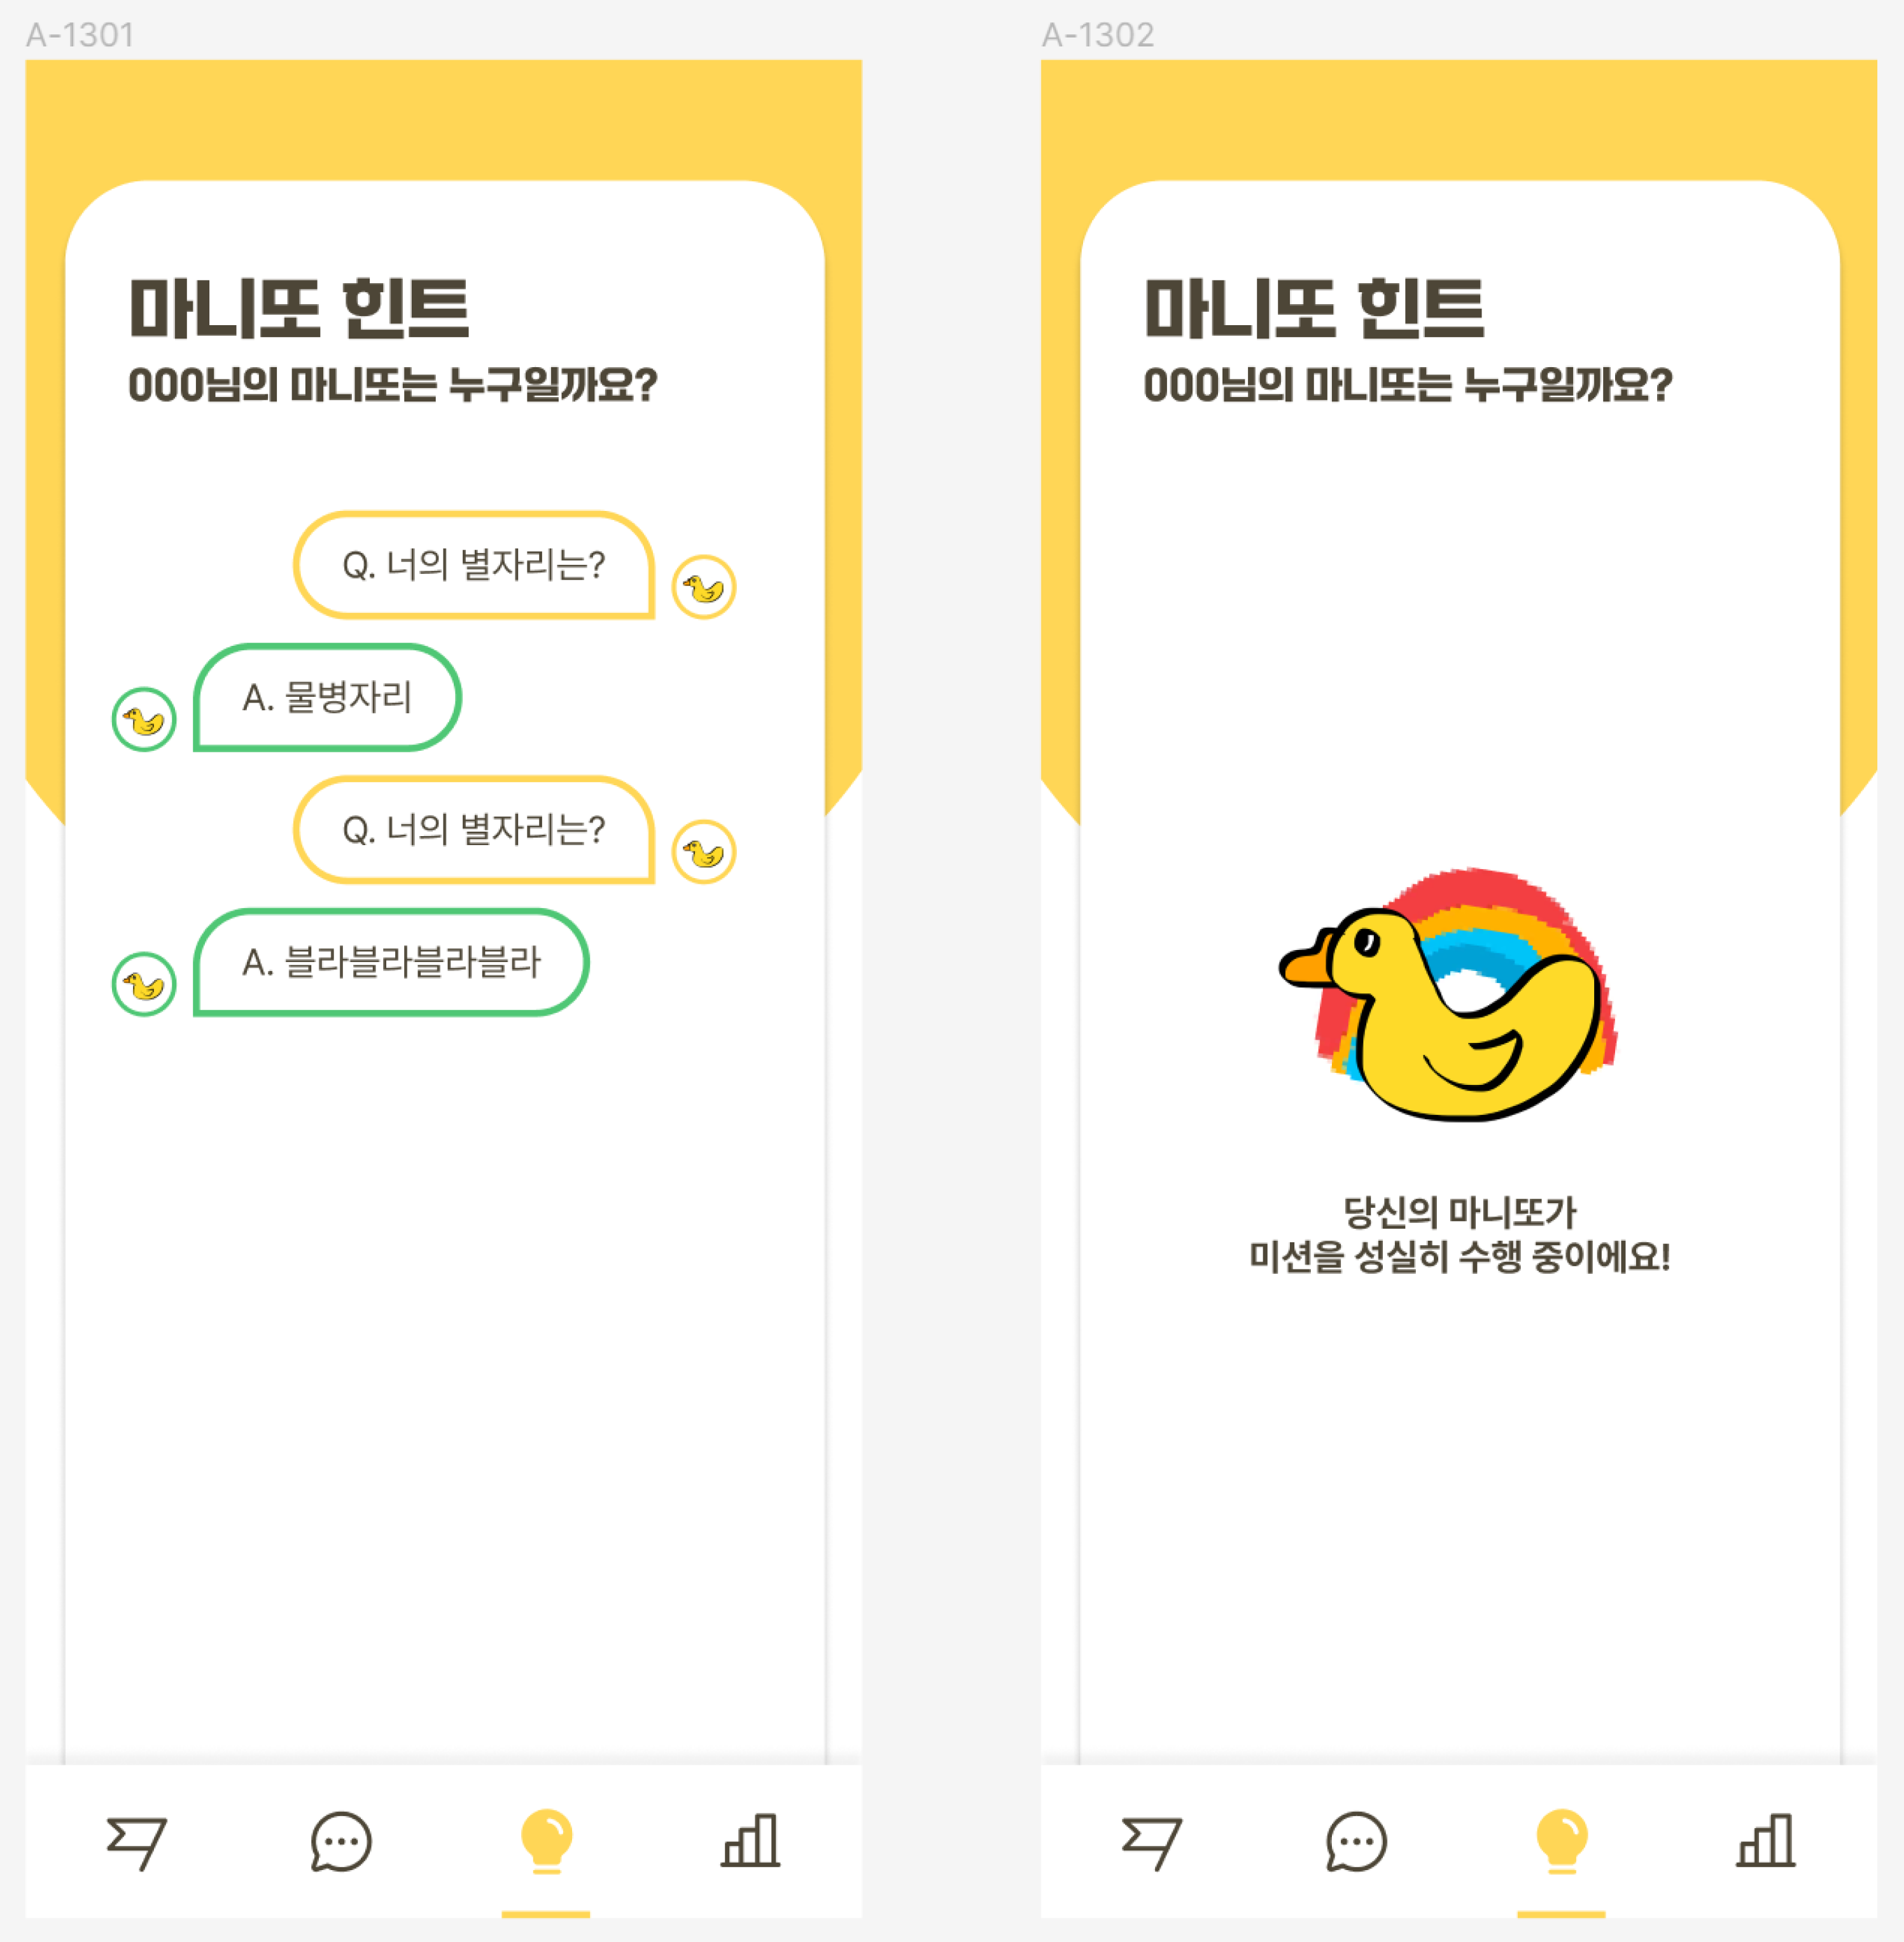 A-1301
마니또 힌트
000님의 마니또는 누구일까요?
Q. 너의 별자리는?
A. 물병자리
Q. 너의 별자리는?
A. 블라블라블라블라
A-1302
마니또 힌트
000님의 마니또는 누구일까요?
당신의 마니또가
미션을 성실히 수행 중이에요!